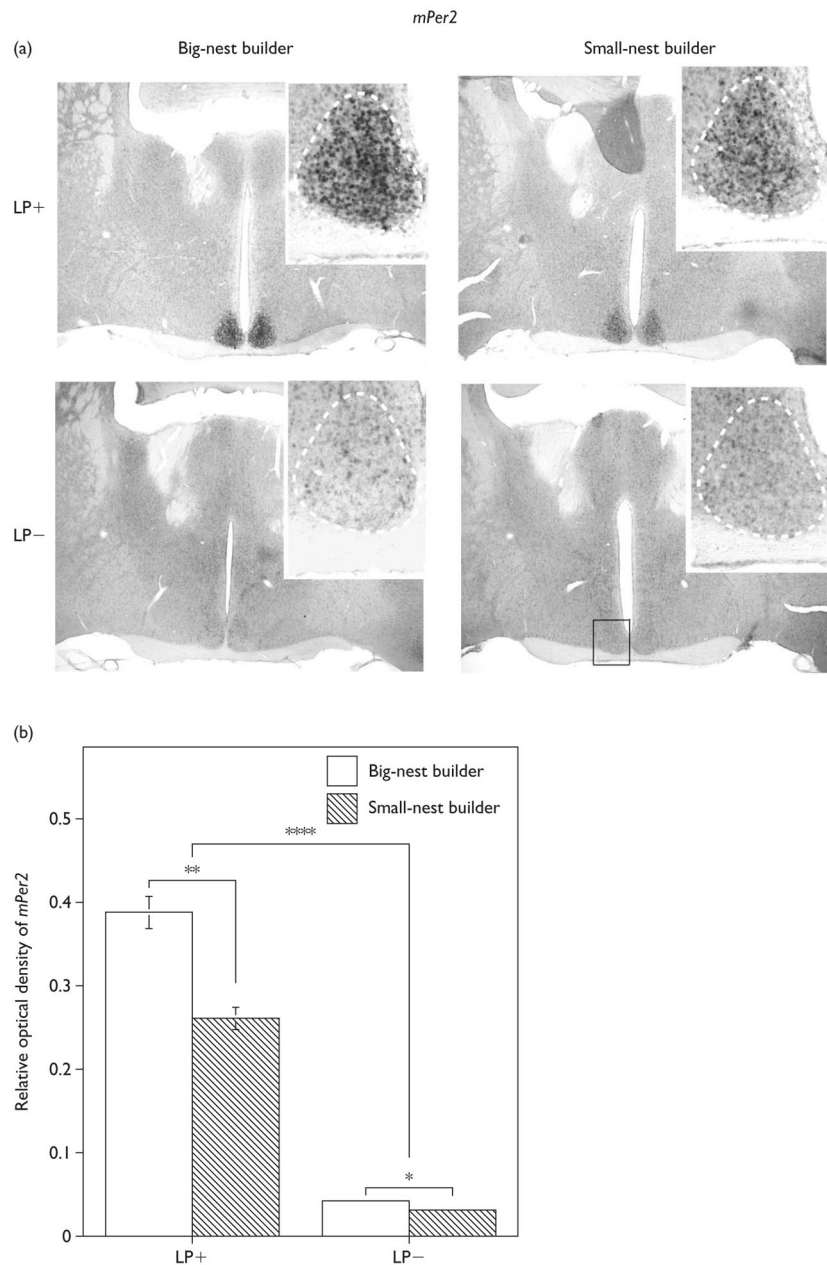 mPer2
(a)
Big-nest builder
Small-nest builder
LP+
LP−
(b)
Big-nest builder
Small-nest builder
Relative optical density of mPer2
0.5
0.4
0.3
0.2
0.1
0
****
**
*
LP+
LP−